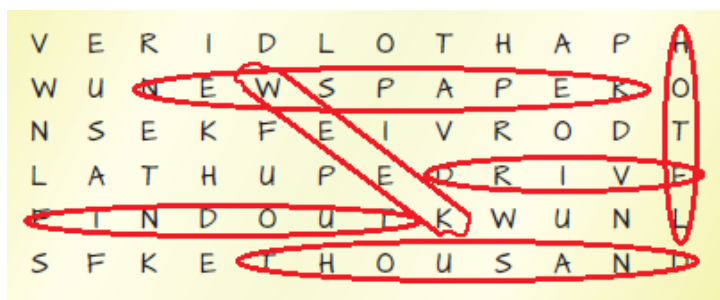 V E R I D L O T H A P H
W U N E W S P A P E R O
N S E K F E I V R O D T
L A T H U P E D R I V E
F I N D O U T K W U N L
S F K E T H O U S A N D